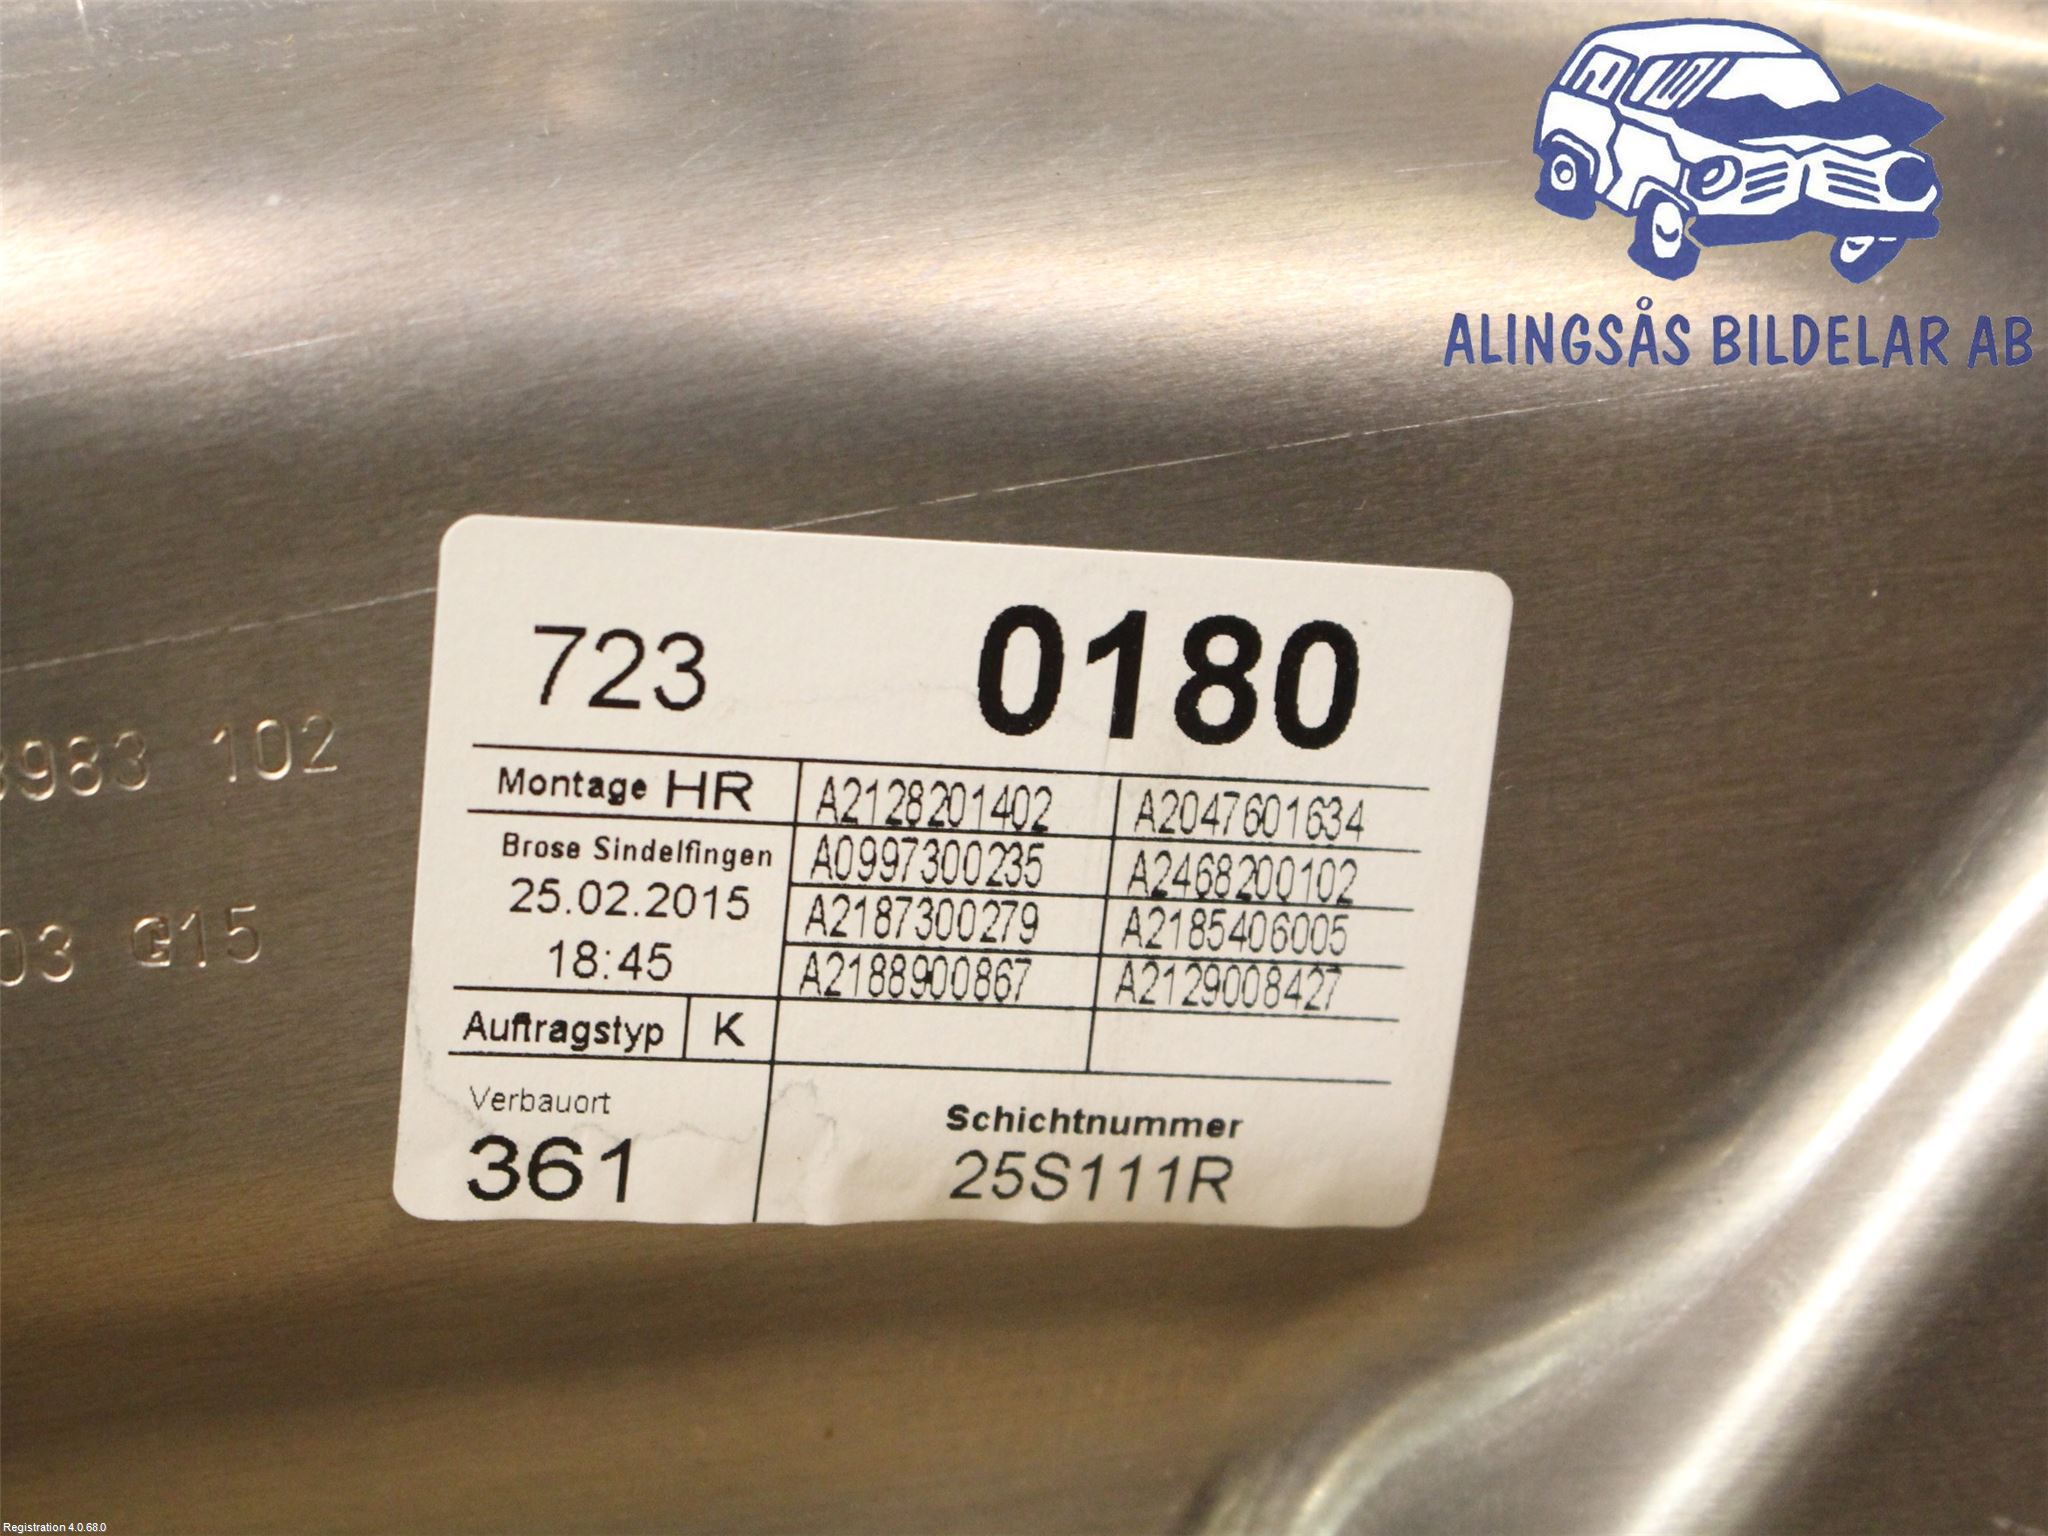 ALINGSÅS BILDELAR AB
723 0180
Montage HR A2128201402 A2047601634
Brose Sindelfingen A0997300235 A2468200102
25.02.2015 A2187300279 A2185406005
18:45 A2188900867 A2129008427
Auftragstyp K
Verbauort Schichtnummer
361 25S111R
983 102
03 G15
Registration 4.0.68.0